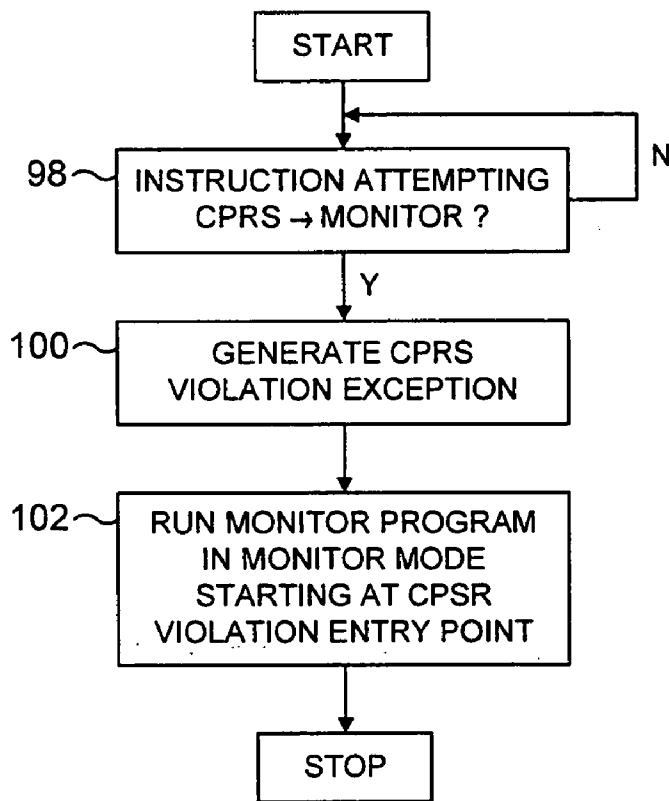 START
N
98
INSTRUCTION ATTEMPTING
CPRS → MONITOR ?
Y
100
GENERATE CPRS
VIOLATION EXCEPTION
102
RUN MONITOR PROGRAM
IN MONITOR MODE
STARTING AT CPSR
VIOLATION ENTRY POINT
STOP